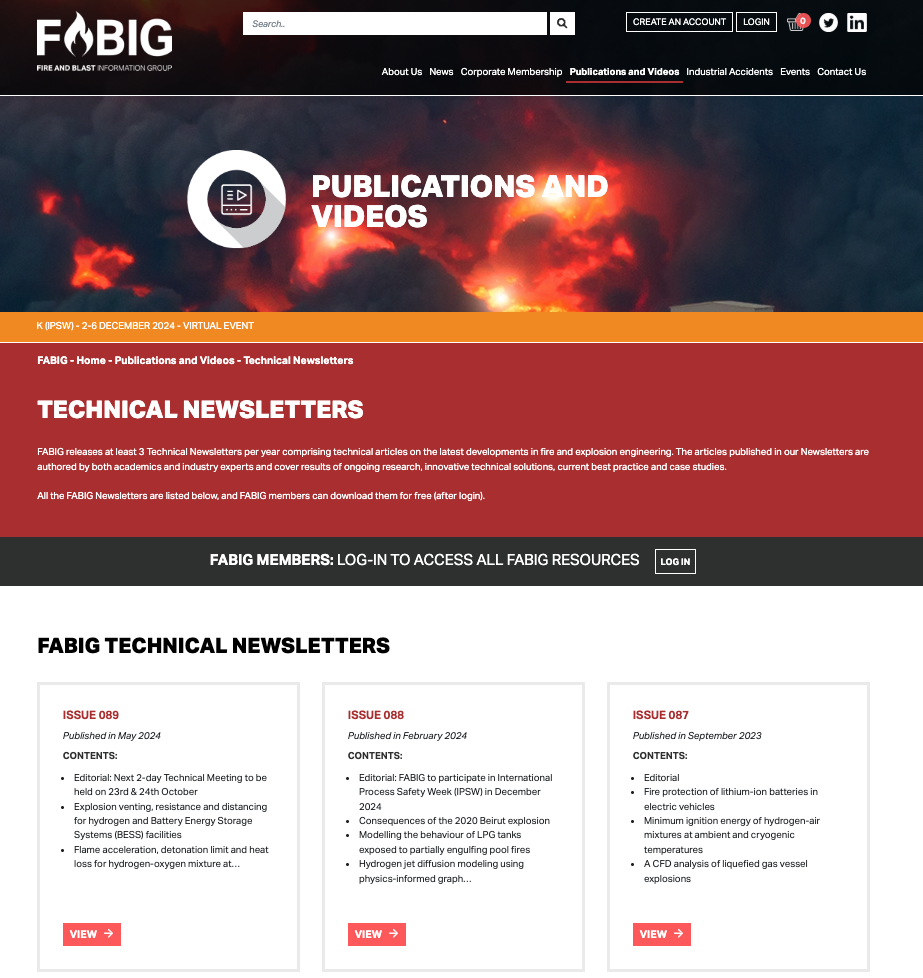 FABIG
FIRE AND BLAST INFORMATION GROUP
Search..
CREATE AN ACCOUNT
LOGIN
0
in
About Us News Corporate Membership Publications and Videos Industrial Accidents Events Contact Us
PUBLICATIONS AND
VIDEOS
K (IPSW) - 2-6 DECEMBER 2024 - VIRTUAL EVENT
FABIG - Home - Publications and Videos - Technical Newsletters
TECHNICAL NEWSLETTERS
FABIG releases at least 3 Technical Newsletters per year comprising technical articles on the latest developments in fire and explosion engineering. The articles published in our Newsletters are
authored by both academics and industry experts and cover results of ongoing research, innovative technical solutions, current best practice and case studies.
All the FABIG Newsletters are listed below, and FABIG members can download them for free (after login).
FABIG MEMBERS: LOG-IN TO ACCESS ALL FABIG RESOURCES LOG IN
FABIG TECHNICAL NEWSLETTERS
ISSUE 089
Published in May 2024
CONTENTS:
• Editorial: Next 2-day Technical Meeting to be
held on 23rd & 24th October
• Explosion venting, resistance and distancing
for hydrogen and Battery Energy Storage
Systems (BESS) facilities
• Flame acceleration, detonation limit and heat
loss for hydrogen-oxygen mixture at…
VIEW →
ISSUE 088
Published in February 2024
CONTENTS:
• Editorial: FABIG to participate in International
Process Safety Week (IPSW) in December
2024
• Consequences of the 2020 Beirut explosion
• Modelling the behaviour of LPG tanks
exposed to partially engulfing pool fires
• Hydrogen jet diffusion modeling using
physics-informed graph…
VIEW →
ISSUE 087
Published in September 2023
CONTENTS:
• Editorial
• Fire protection of lithium-ion batteries in
electric vehicles
• Minimum ignition energy of hydrogen-air
mixtures at ambient and cryogenic
temperatures
• A CFD analysis of liquefied gas vessel
explosions
VIEW →